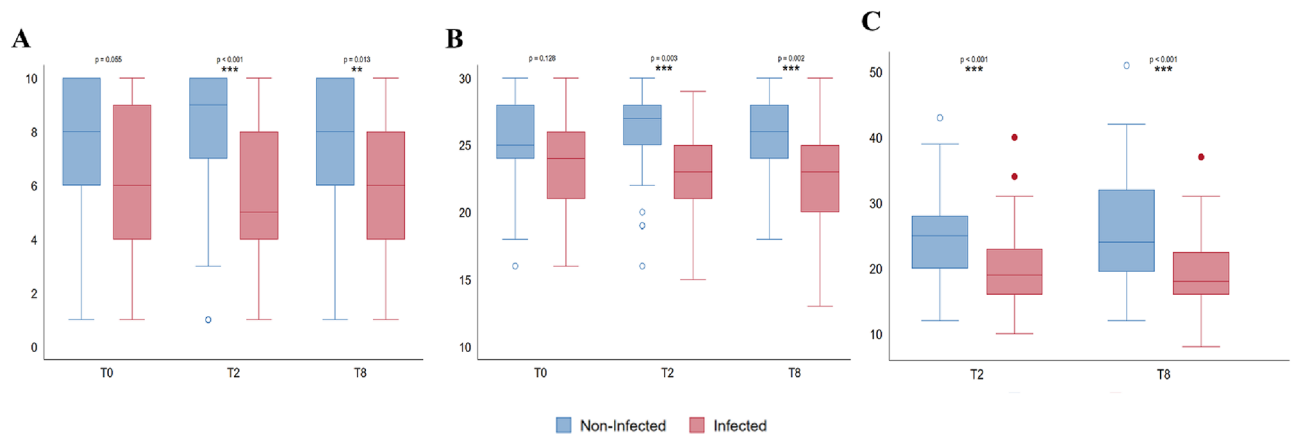 A
B
C
p = 0.055
p <0.001
***
p = 0.013
**
10
8
6
4
2
0
T0
T2
T8
p = 0.128
p = 0.003
***
p = 0.002
***
30
25
20
15
10
T0
T2
T8
p <0.001
***
p <0.001
***
50
40
30
20
10
T2
T8
Non-Infected
Infected